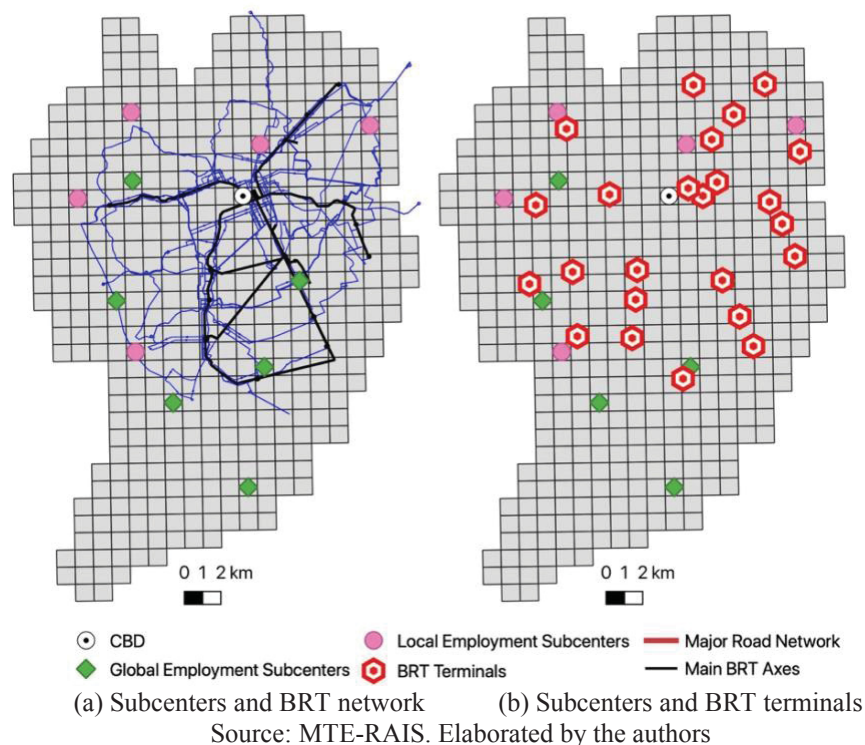 0 1 2 km
0 1 2 km
CBD
Local Employment Subcenters
Major Road Network
Global Employment Subcenters
BRT Terminals
Main BRT Axes
(a) Subcenters and BRT network
(b) Subcenters and BRT terminals
Source: MTE-RAIS. Elaborated by the authors